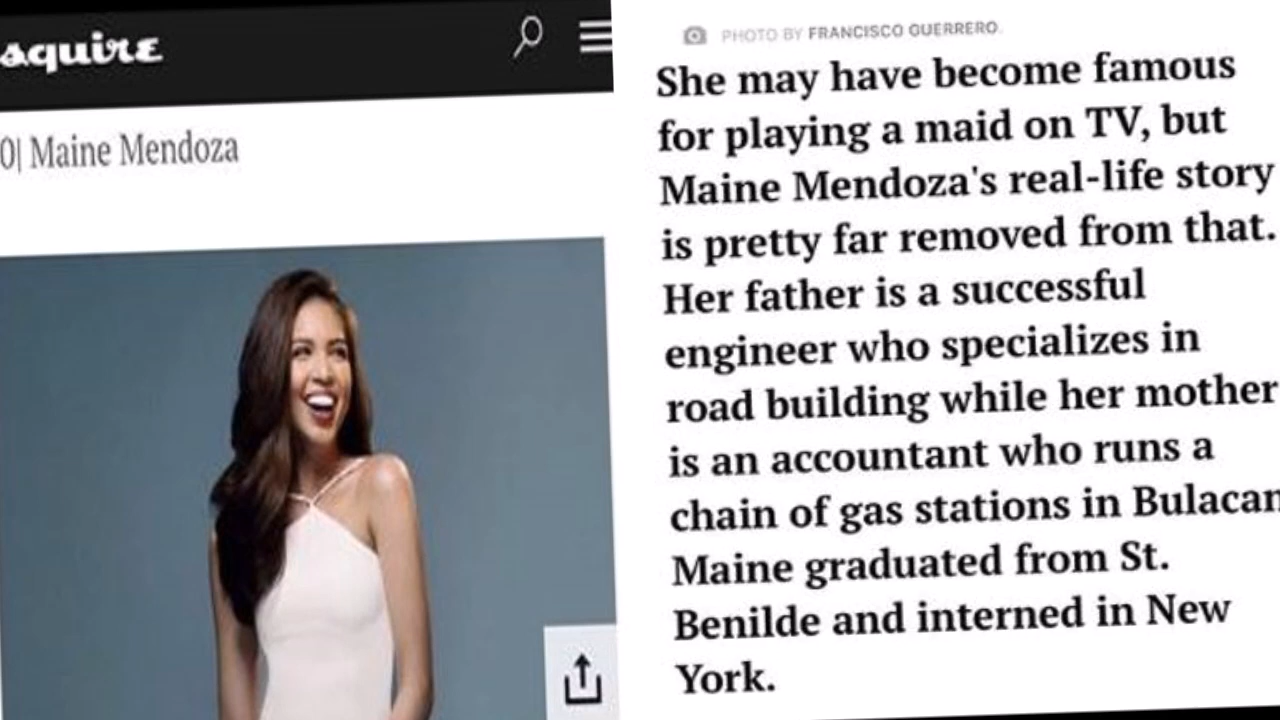 squire
0| Maine Mendoza
PHOTO BY FRANCISCO GUERRERO.
She may have become famous
for playing a maid on TV, but
Maine Mendoza's real-life story
is pretty far removed from that.
Her father is a successful
engineer who specializes in
road building while her mother
is an accountant who runs a
chain of gas stations in Bulacan
Maine graduated from St.
Benilde and interned in New
York.